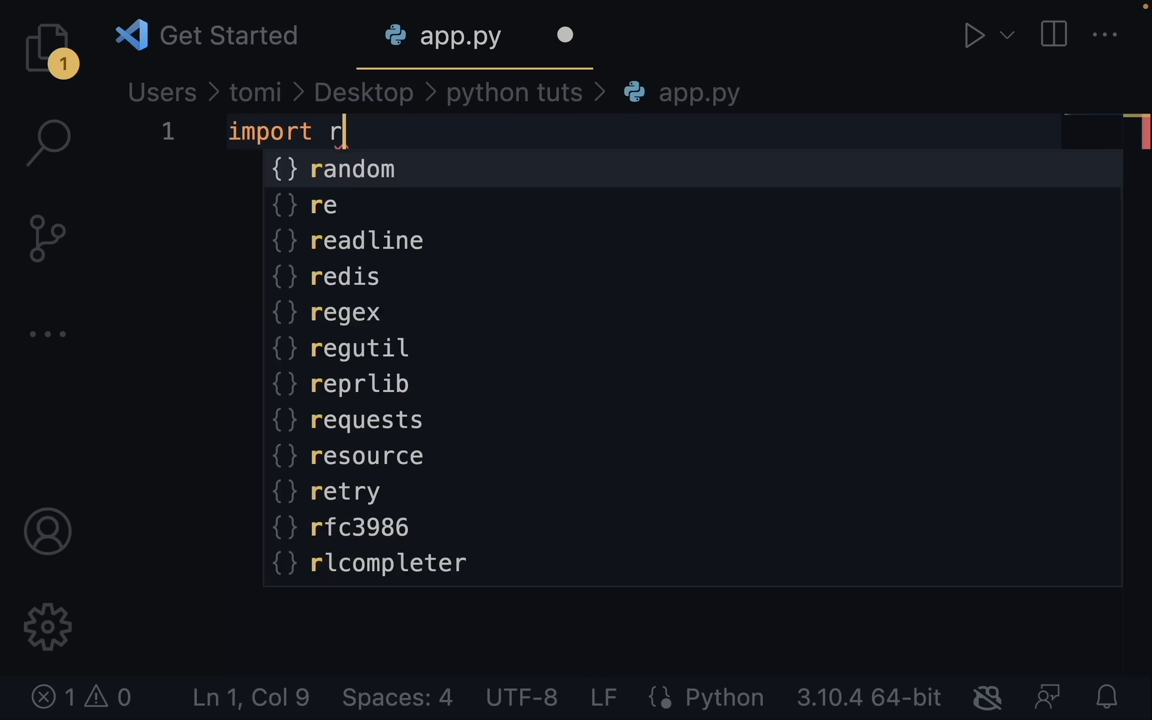 Get Started
app.py
1
Users > tomi > Desktop > python tuts > app.py
1 import r
{} random
{} re
{} readline
{} redis
{} regex
{} regutil
{} reprlib
{} requests
{} resource
{} retry
{} rfc3986
{} rlcompleter
1 0 Ln 1, Col 9 Spaces: 4 UTF-8 LF Python 3.10.4 64-bit